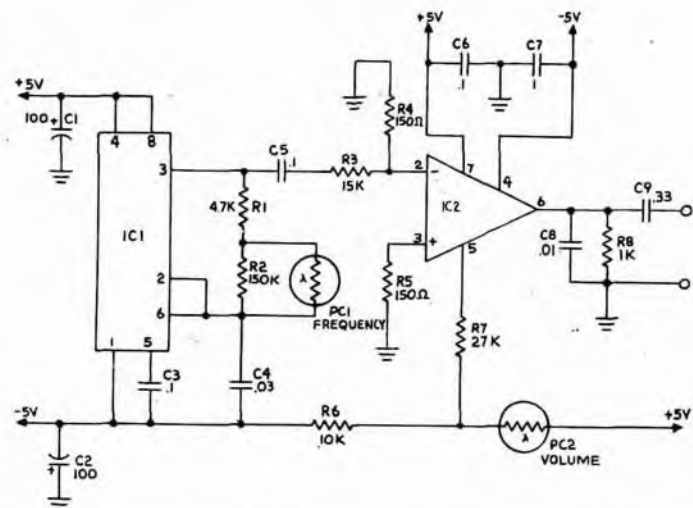 +5V
-5V
C6
.1
C7
.1
+5V
100
+
C1
4
8
R4
150Ω
7
4
3
C5
.1
R3
15K
2
-
IC2
6
C9
.33
4.7K
R1
IC1
R2
150K
λ
PC1
FREQUENCY
3
+
5
C8
.01
R8
1K
2
6
R5
150Ω
1
5
C3
.1
C4
.03
R7
27K
-5V
R6
10K
+5V
λ
PC2
VOLUME
+
C2
100